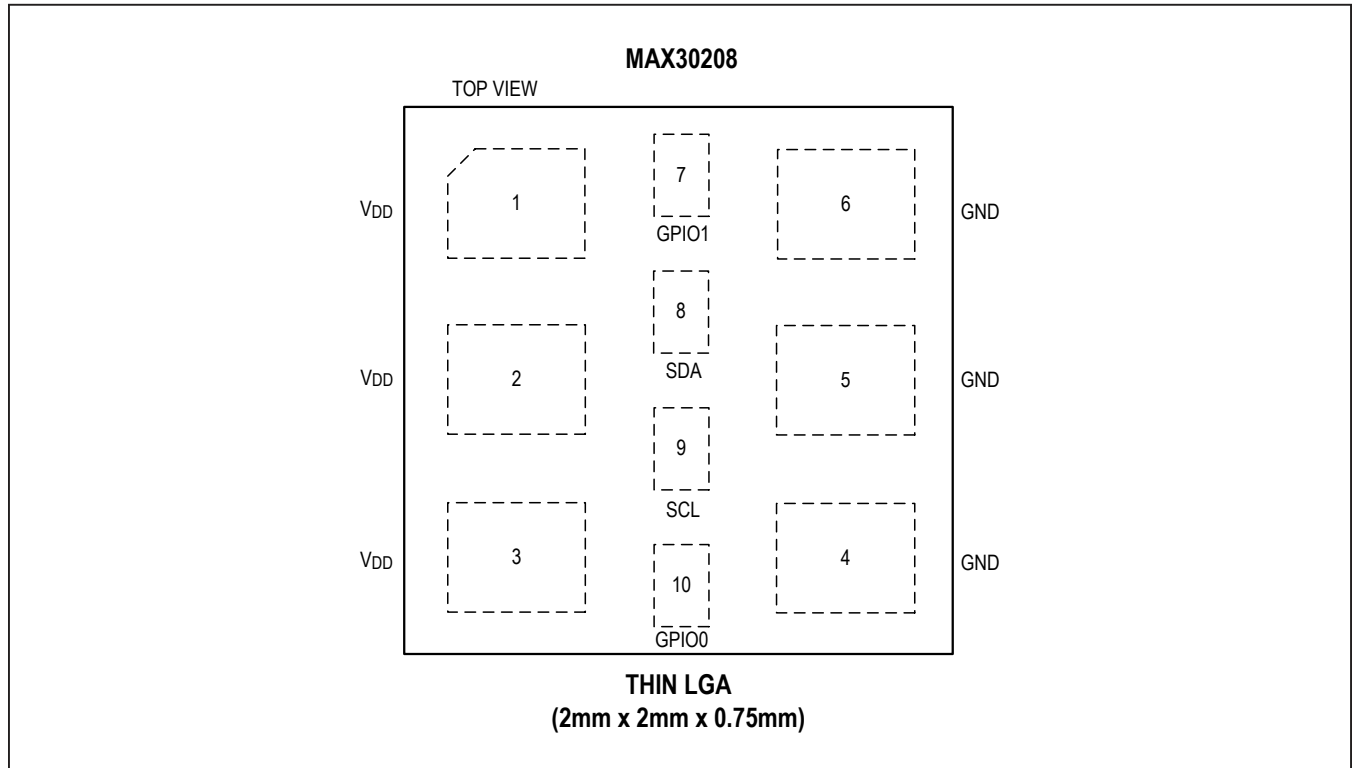 MAX30208
TOP VIEW
VDD
1
7
GPIO1
6
GND
8
SDA
VDD
2
5
GND
9
SCL
VDD
3
4
GND
10
GPIO0
THIN LGA
(2mm x 2mm x 0.75mm)